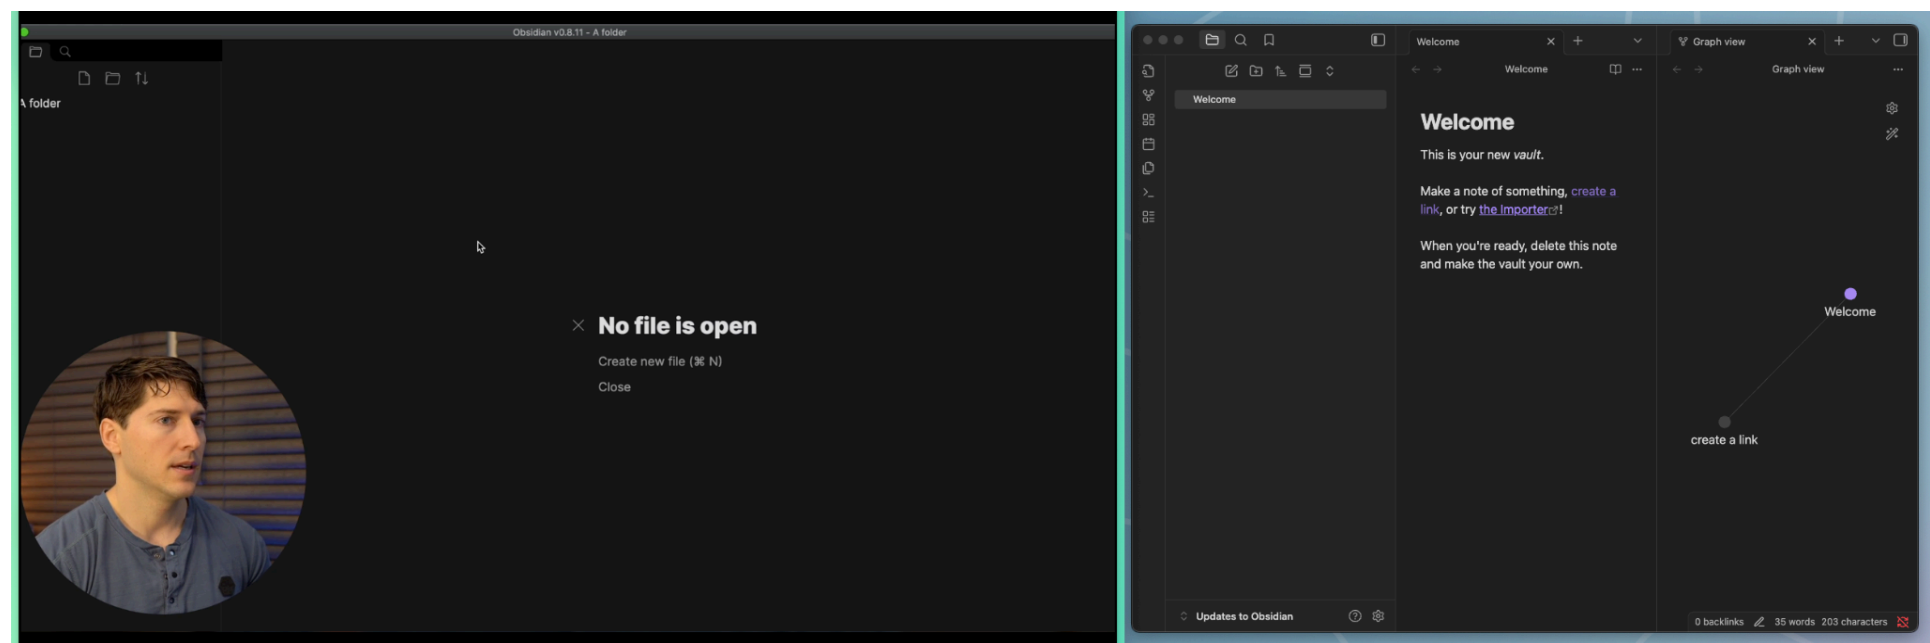 Obsidian v0.8.11 - A folder
A folder
No file is open
Create new file (⌘ N)
Close
Welcome
Graph view
Welcome
Graph view
Welcome
Welcome
This is your new vault.
Make a note of something, create a
link, or try the Importer!
When you're ready, delete this note
and make the vault your own.
Welcome
create a link
Updates to Obsidian
0 backlinks
35 words 203 characters